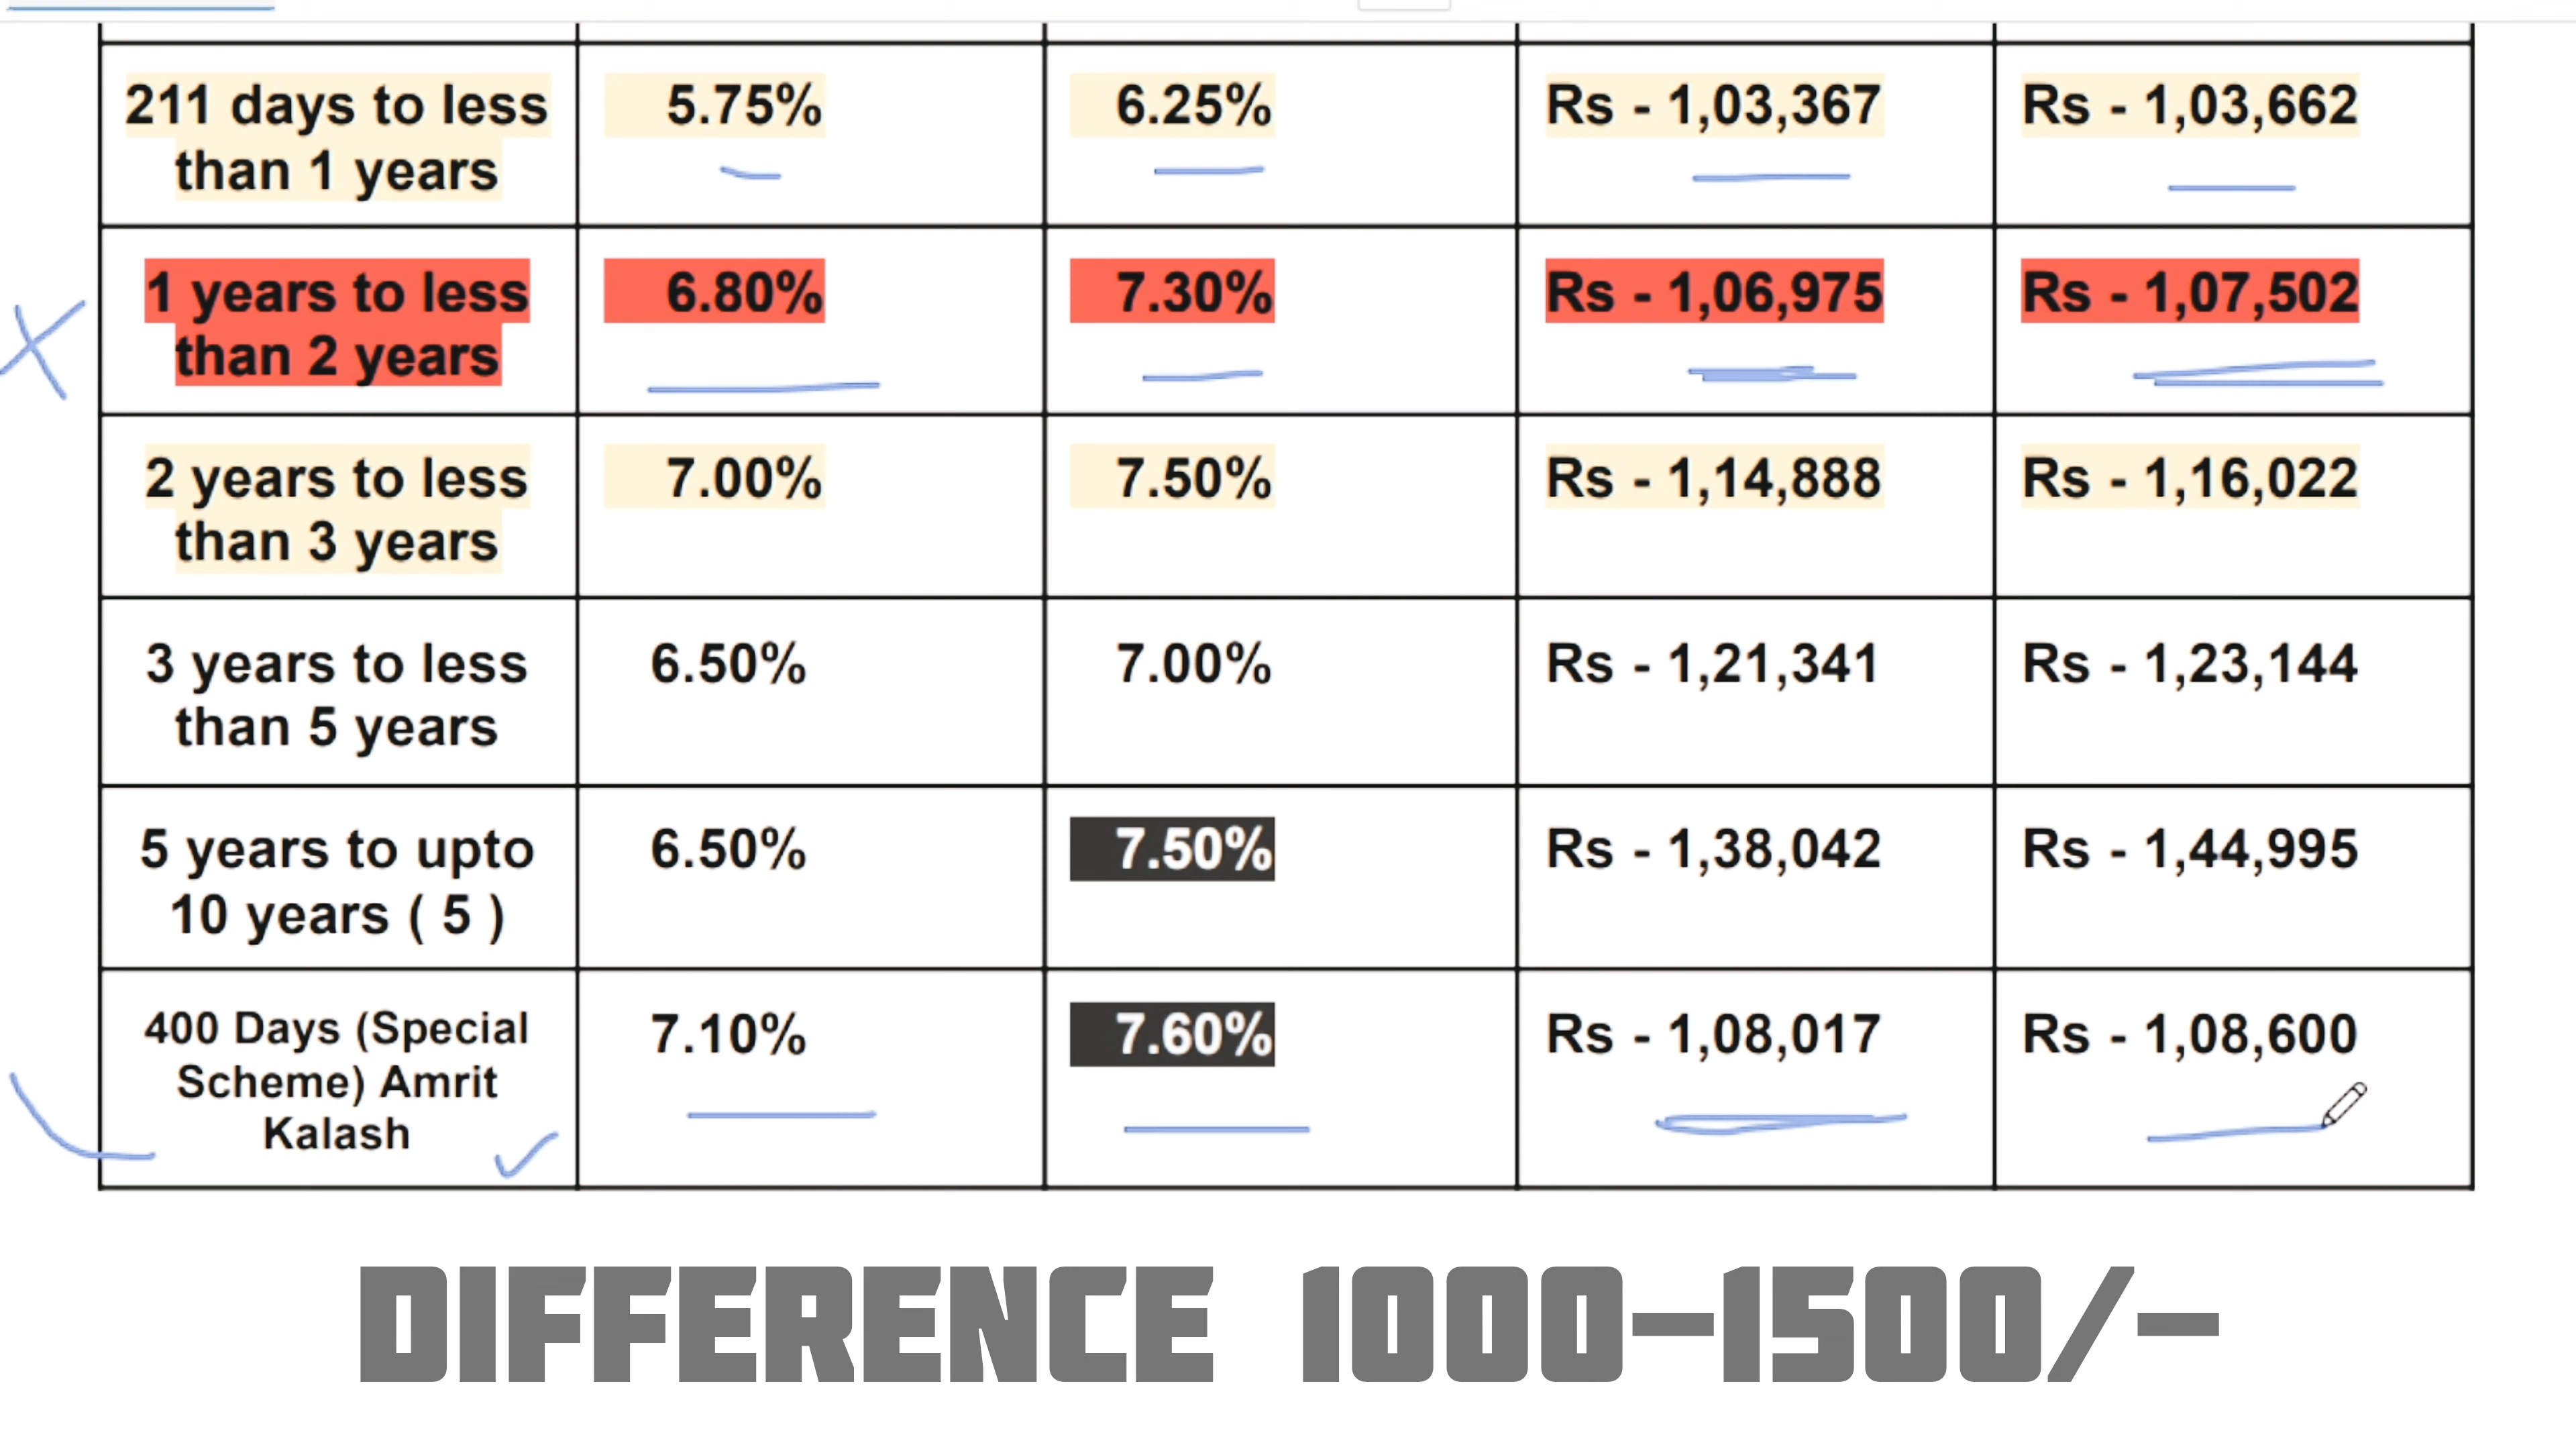 211 days to less
than 1 years
5.75%
6.25%
Rs - 1,03,367
Rs - 1,03,662
1 years to less
than 2 years
6.80%
7.30%
Rs - 1,06,975
Rs - 1,07,502
2 years to less
than 3 years
7.00%
7.50%
Rs - 1,14,888
Rs - 1,16,022
3 years to less
than 5 years
6.50%
7.00%
Rs - 1,21,341
Rs - 1,23,144
5 years to upto
10 years ( 5 )
6.50%
7.50%
Rs - 1,38,042
Rs - 1,44,995
400 Days (Special
Scheme) Amrit
Kalash
7.10%
7.60%
Rs - 1,08,017
Rs - 1,08,600
DIFFERENCE 1000-1500/-